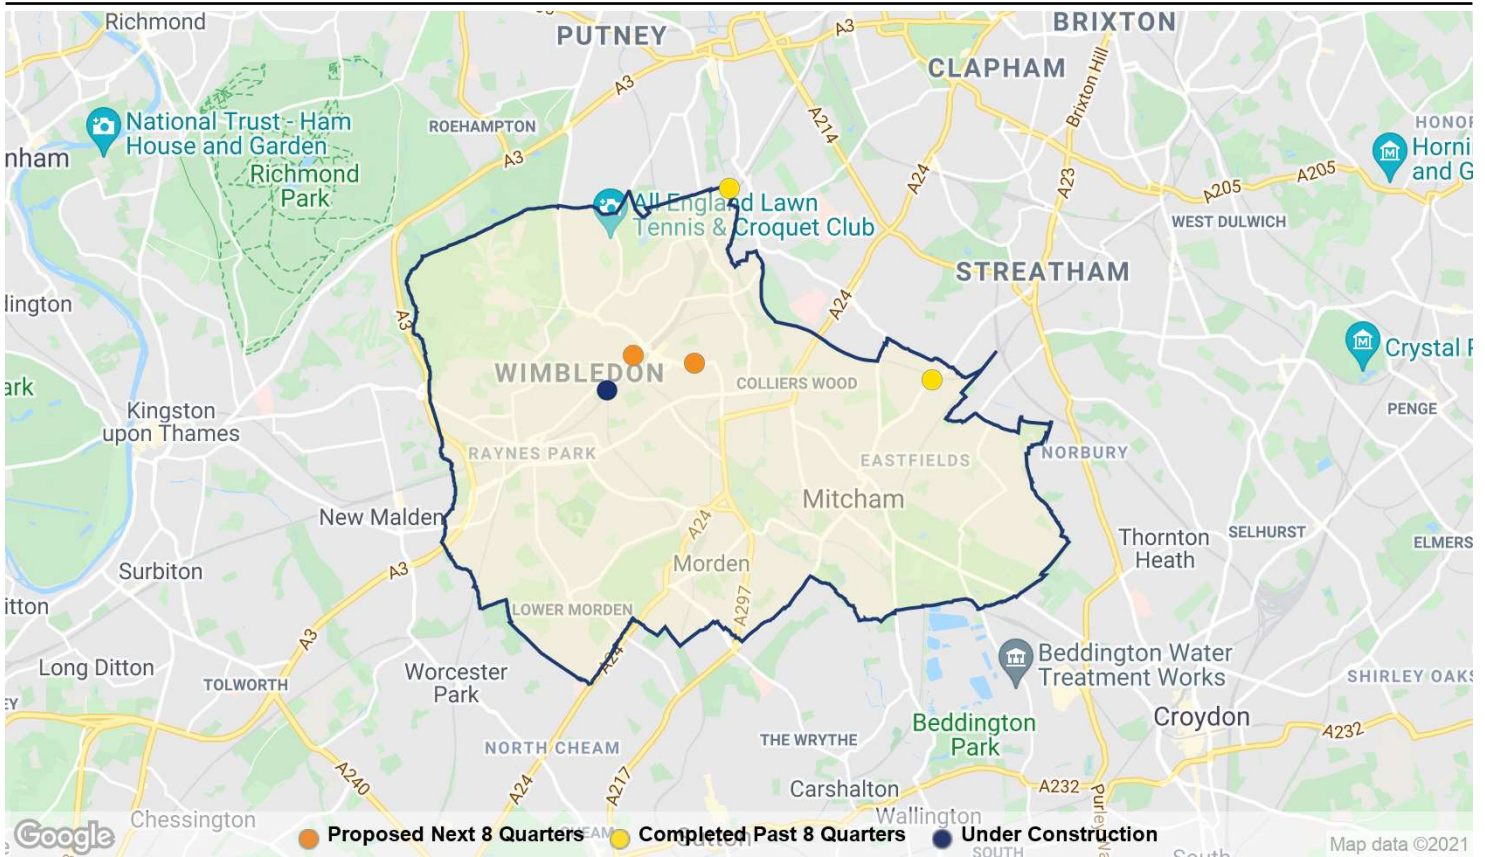 Richmond
PUTNEY
A3
BRIXTON
CLAPHAM
A3
Brixton Hill
National Trust - Ham
House and Garden
ROEHAMPTON
A214
HONOR
nham
Richmond
Park
A3
Horni
and G
A24
A23
A205
A205
All England Lawn
Tennis & Croquet Club
WEST DULWICH
STREATHAM
lington
A3
A24
Crystal P
WIMBLEDON
COLLIERS WOOD
ark
Kingston
upon Thames
PENGE
RAYNES PARK
EASTFIELDS
NORBURY
Mitcham
New Malden
A24
Thornton
Heath
SELHURST
ELMERS
Surbiton
A3
Morden
itton
LOWER MORDEN
A297
A3
A24
Long Ditton
Worcester
Park
TOLWORTH
Beddington Water
Treatment Works
SHIRLEY OAKS
EY
Beddington
Park
Croydon
NORTH CHEAM
THE WRYTHE
A232
A240
A24
A217
Carshalton
A232
Wallington
Chessington
Google
Proposed Next 8 Quarters
CHEAM
Completed Past 8 Quarters
Sutton
Under Construction
SOUTH
South
Map data ©2021